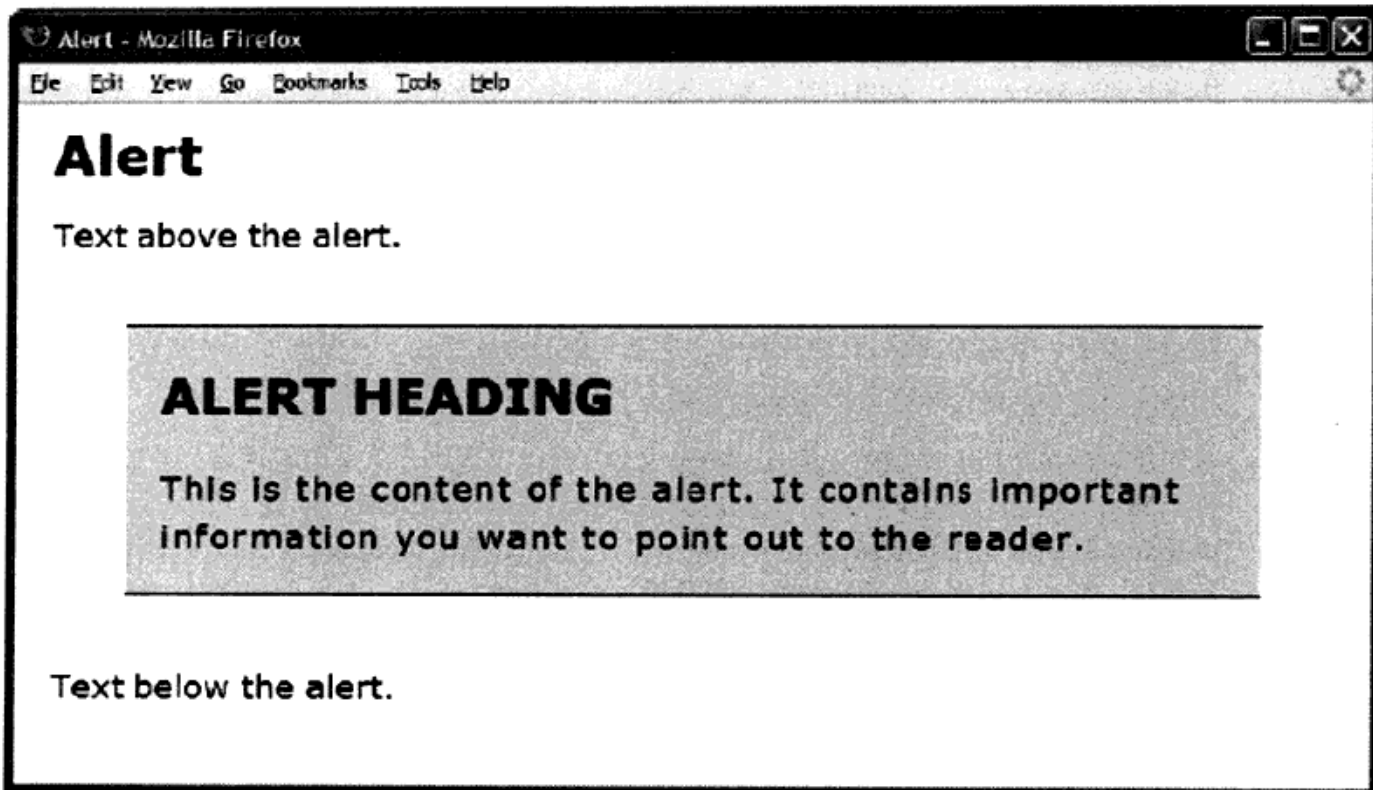 Alert - Mozilla Firefox
File Edit View Go Bookmarks Tools Help
Alert
Text above the alert.
ALERT HEADING
This is the content of the alert. It contains important
information you want to point out to the reader.
Text below the alert.